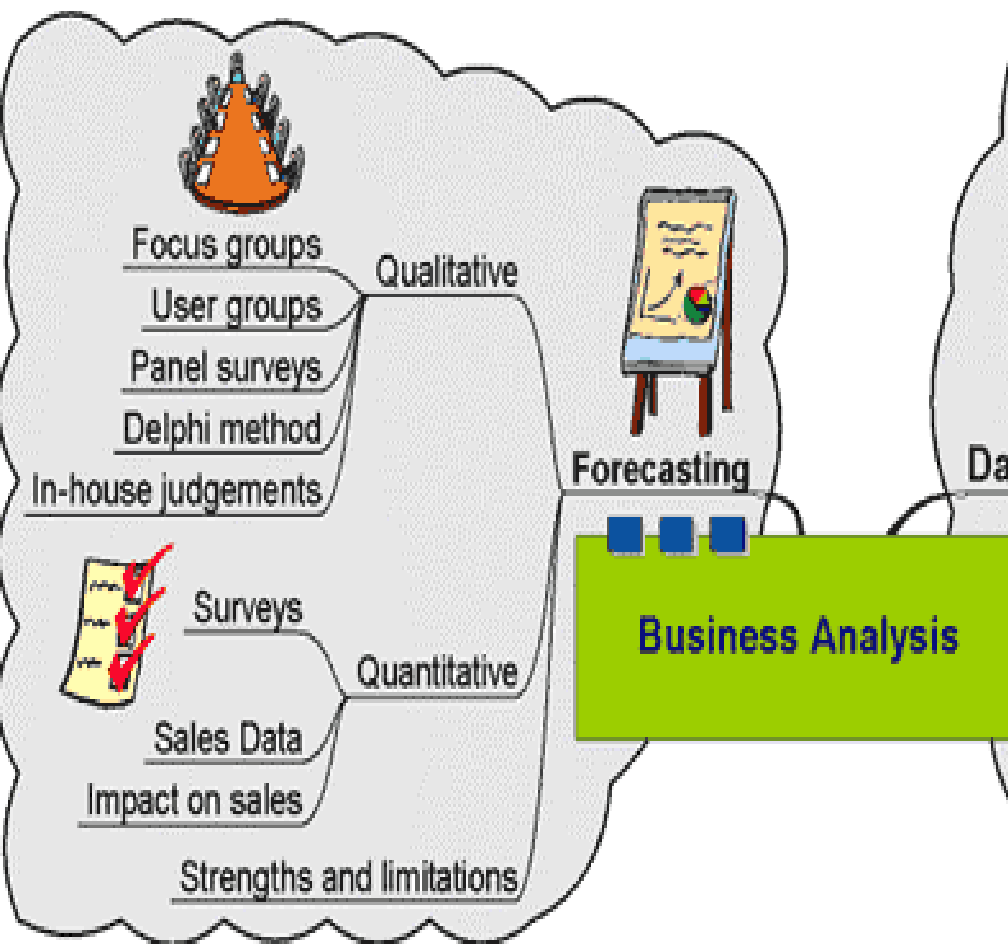 Focus groups
Qualitative
User groups
Panel surveys
Delphi method
In-house judgements
Forecasting
Surveys
Business Analysis
Quantitative
Sales Data
Impact on sales
Strengths and limitations